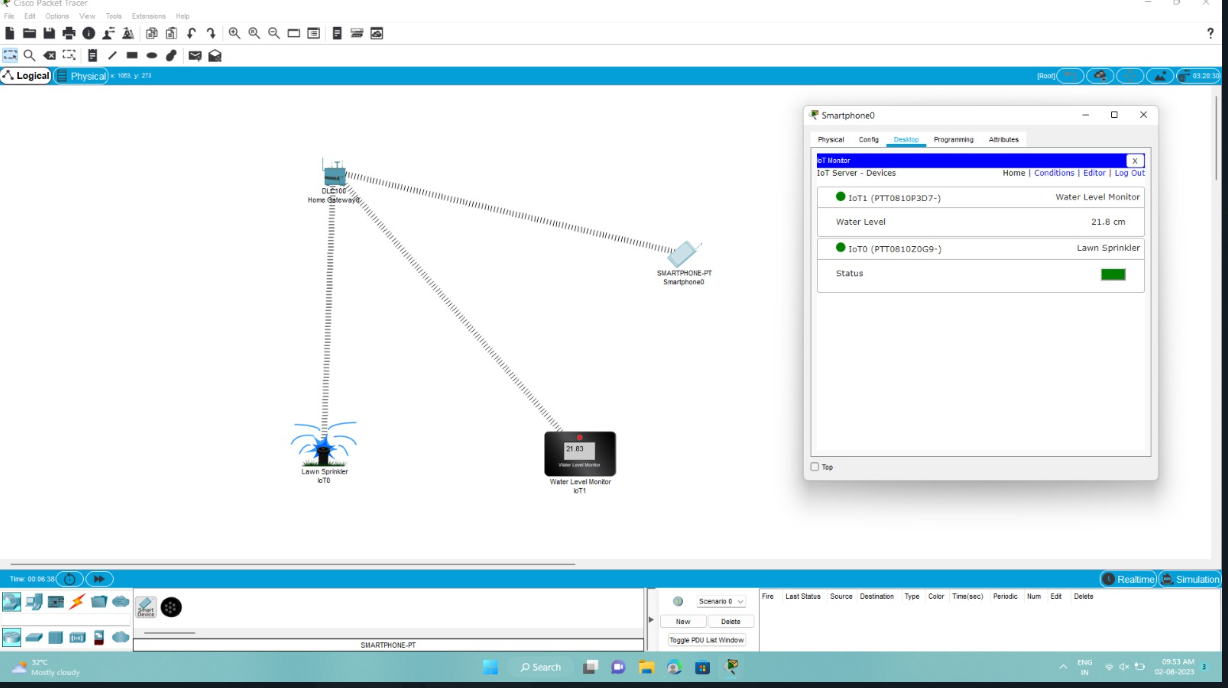 Cisco Packet Tracer
File Edit Options View Tools Extensions Help
?
Logical Physical x: 1053, y: 273
[Root] 03:20:30
DLC100
Home Gateway0
SMARTPHONE-PT
Smartphone0
Lawn Sprinkler
IoT0
21.83
Water Level Monitor
Water Level Monitor
IoT1
Smartphone0
Physical Config Desktop Programming Attributes
IoT Monitor X
IoT Server - Devices Home | Conditions | Editor | Log Out
IoT1 (PTT0810P3D7-) Water Level Monitor
Water Level 21.8 cm
IoT0 (PTT0810Z0G9-) Lawn Sprinkler
Status
Top
Time: 00:06:38
Realtime Simulation
Smart
Device
SMARTPHONE-PT
Scenario 0
New Delete
Toggle PDU List Window
Fire Last Status Source Destination Type Color Time(sec) Periodic Num Edit Delete
32°C
Mostly cloudy
Search
ENG
IN
09:53 AM
02-08-2023
3